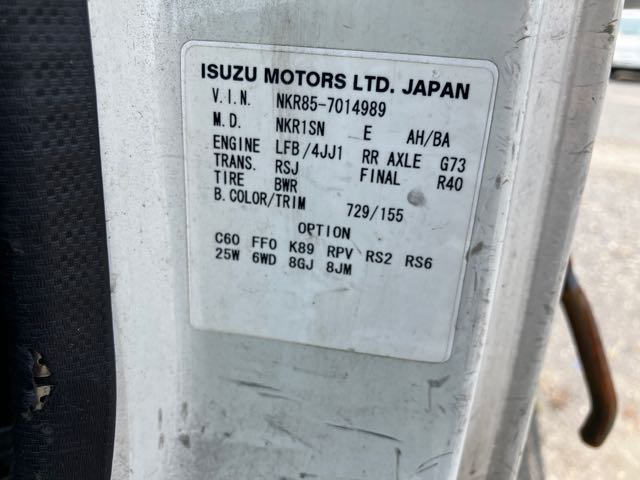 ISUZU MOTORS LTD. JAPAN
V.I.N. NKR85-7014989
M.D. NKR1SN E AH/BA
ENGINE LFB/4JJ1 RR AXLE G73
TRANS. RSJ FINAL R40
TIRE BWR
B.COLOR/TRIM 729/155
OPTION
C60 FF0 K89 RPV RS2 RS6
25W 6WD 8GJ 8JM